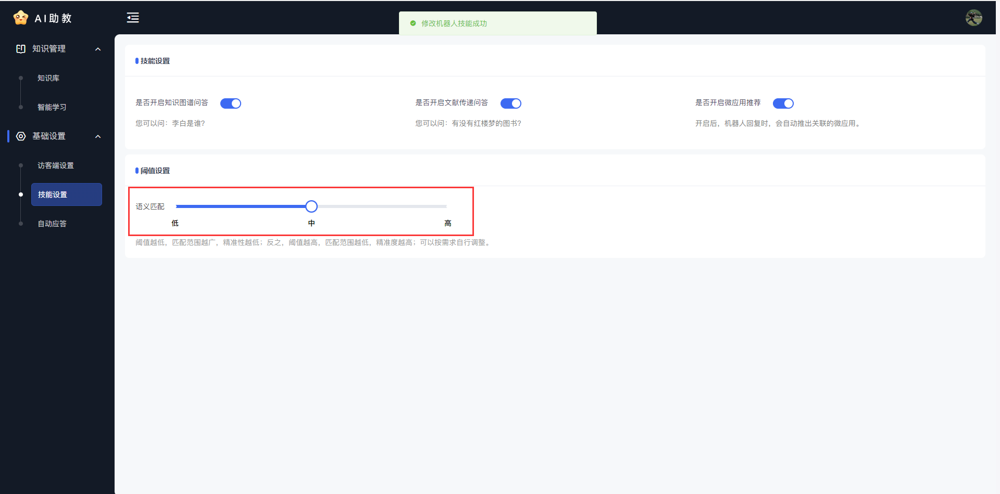 AI助教
修改机器人技能成功
知识管理
知识库
智能学习
基础设置
访客端设置
技能设置
自动应答
技能设置
是否开启知识图谱问答
您可以问：李白是谁?
是否开启文献传递问答
您可以问：有没有红楼梦的图书?
是否开启微应用推荐
开启后，机器人回复时，会自动推出关联的微应用。
阈值设置
语义匹配
低 中 高
阈值越低，匹配范围越广，精准性越低；反之，阈值越高，匹配范围越低，精准度越高；可以按需求自行调整。